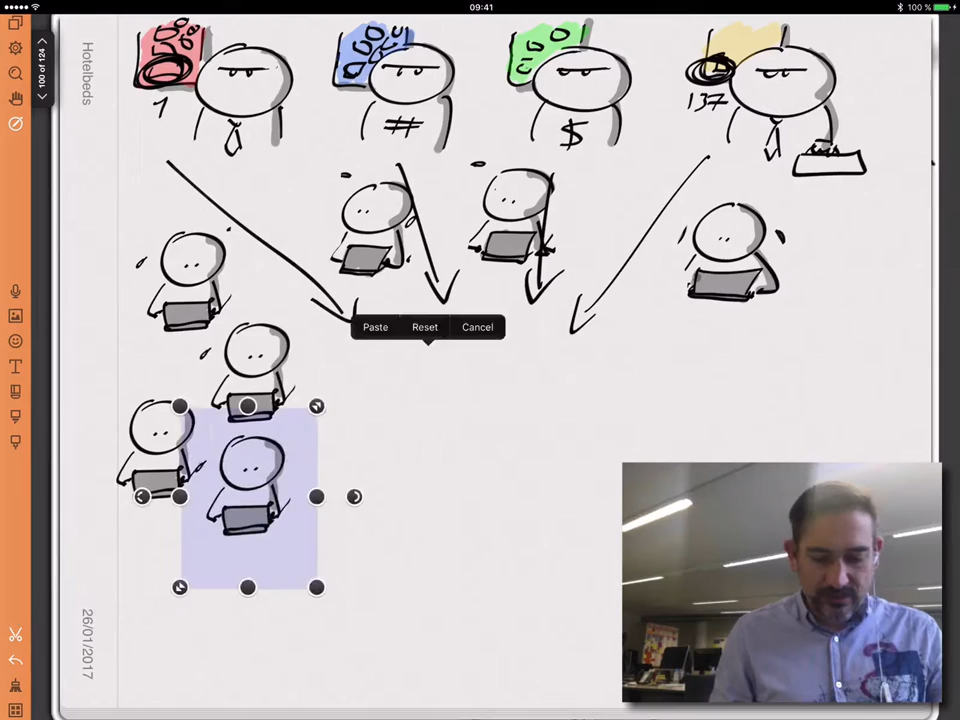 09:41
100 %
100 of 124
Hotelbeds
1
#
$
137
Paste
Reset
Cancel
T
26/01/2017